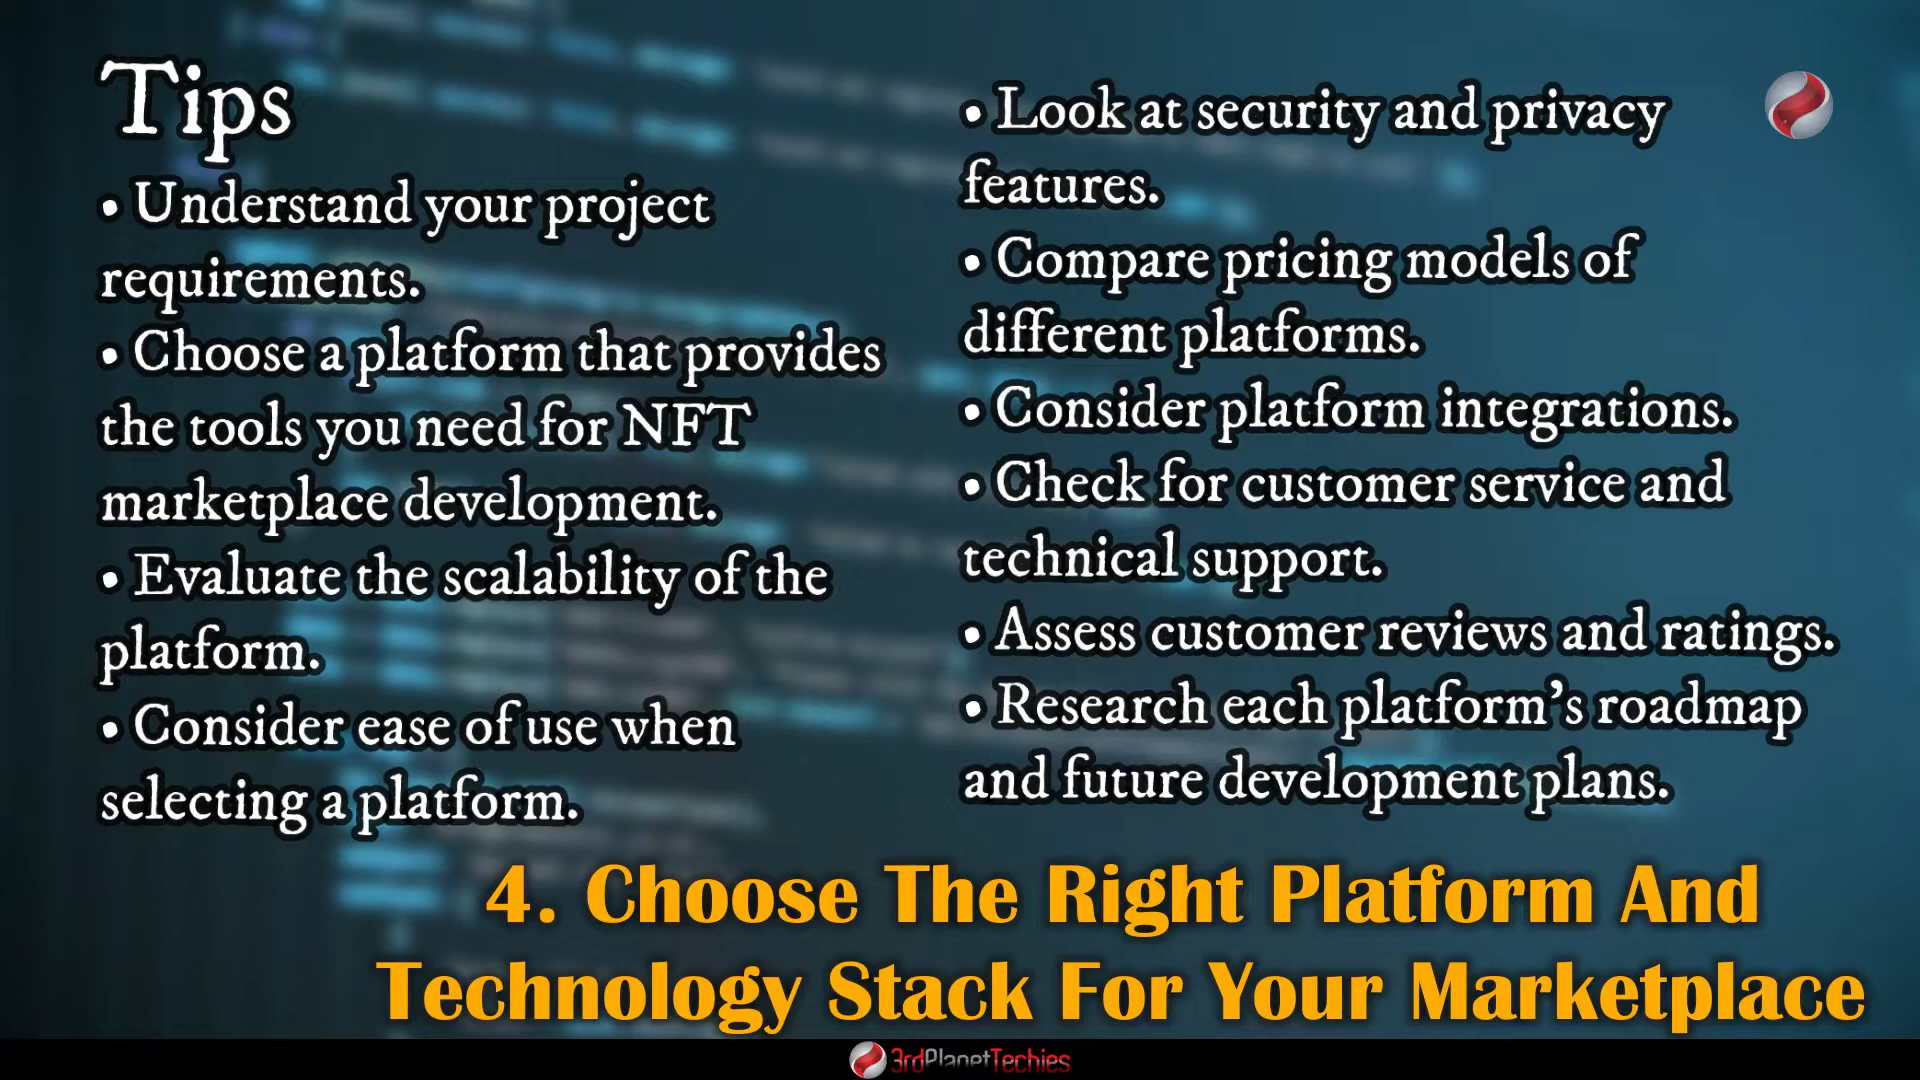 Tips
• Understand your project
requirements.
• Choose a platform that provides
the tools you need for NFT
marketplace development.
• Evaluate the scalability of the
platform.
• Consider ease of use when
selecting a platform.
• Look at security and privacy
features.
• Compare pricing models of
different platforms.
• Consider platform integrations.
• Check for customer service and
technical support.
• Assess customer reviews and ratings.
• Research each platform's roadmap
and future development plans.
4. Choose The Right Platform And
Technology Stack For Your Marketplace
3rdPlanetTechies